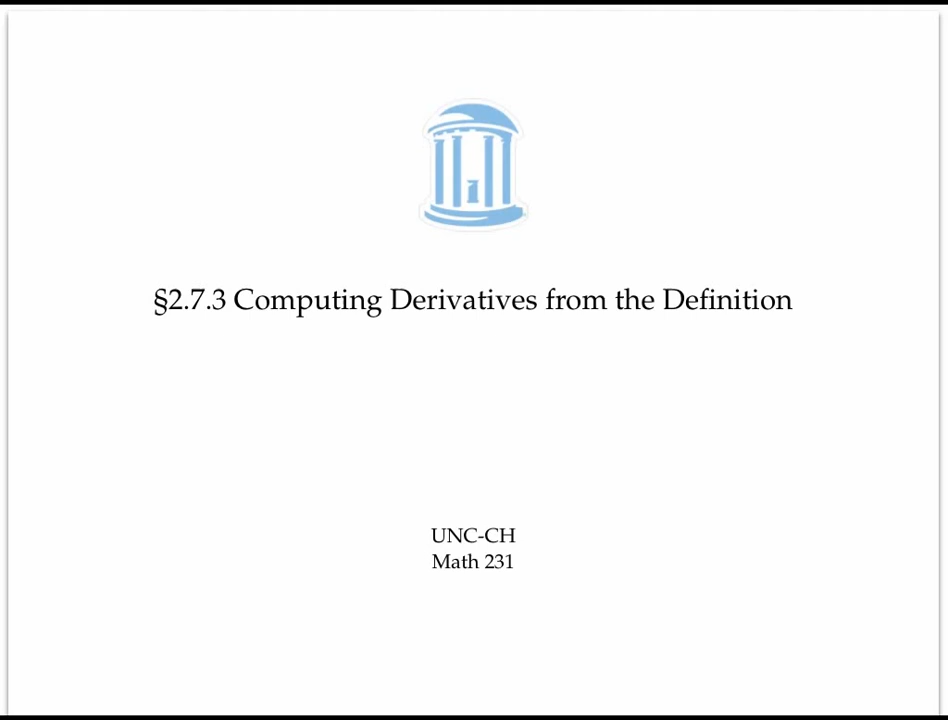 §2.7.3 Computing Derivatives from the Definition
UNC-CH
Math 231